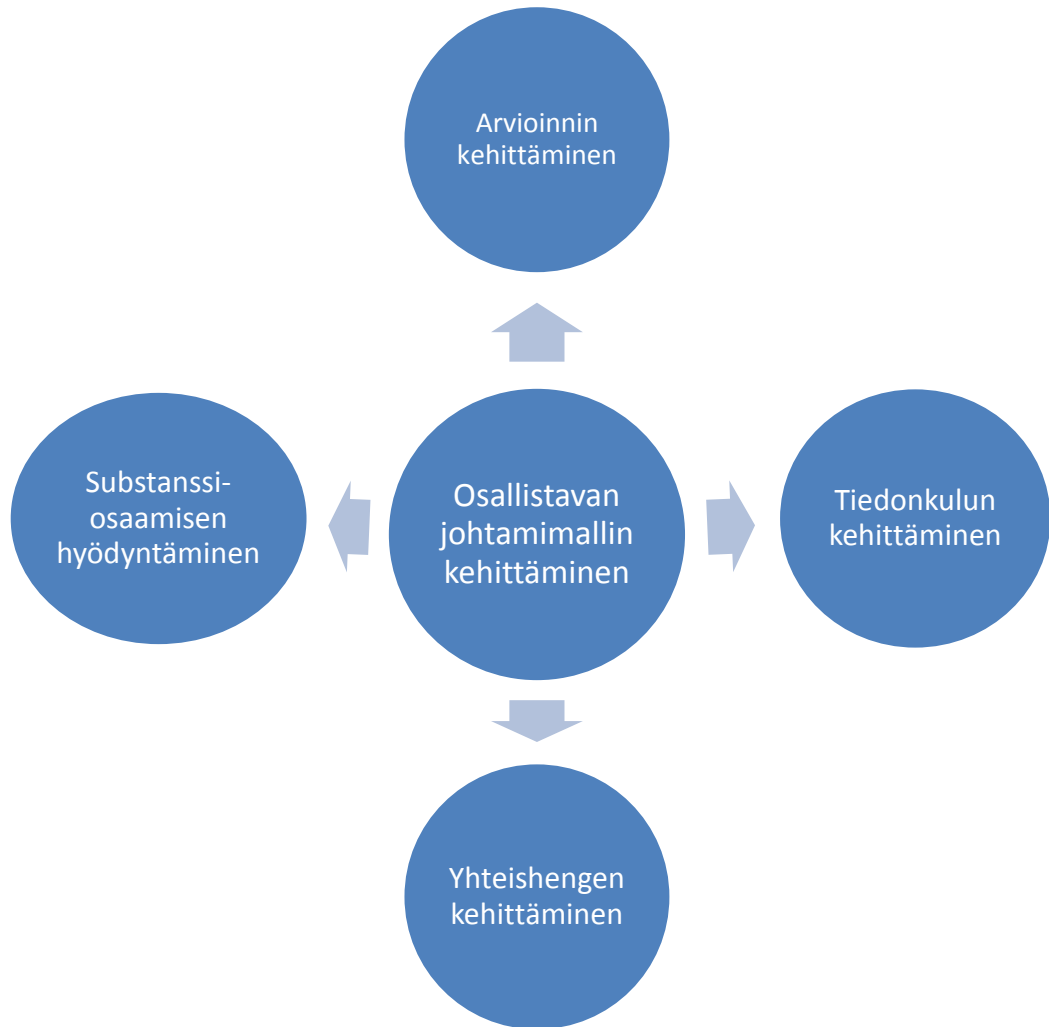 Arvioinnin
kehittäminen
Substanssi-
osaamisen
hyödyntäminen
Osallistavan
johtamimallin
kehittäminen
Tiedonkulun
kehittäminen
Yhteishengen
kehittäminen